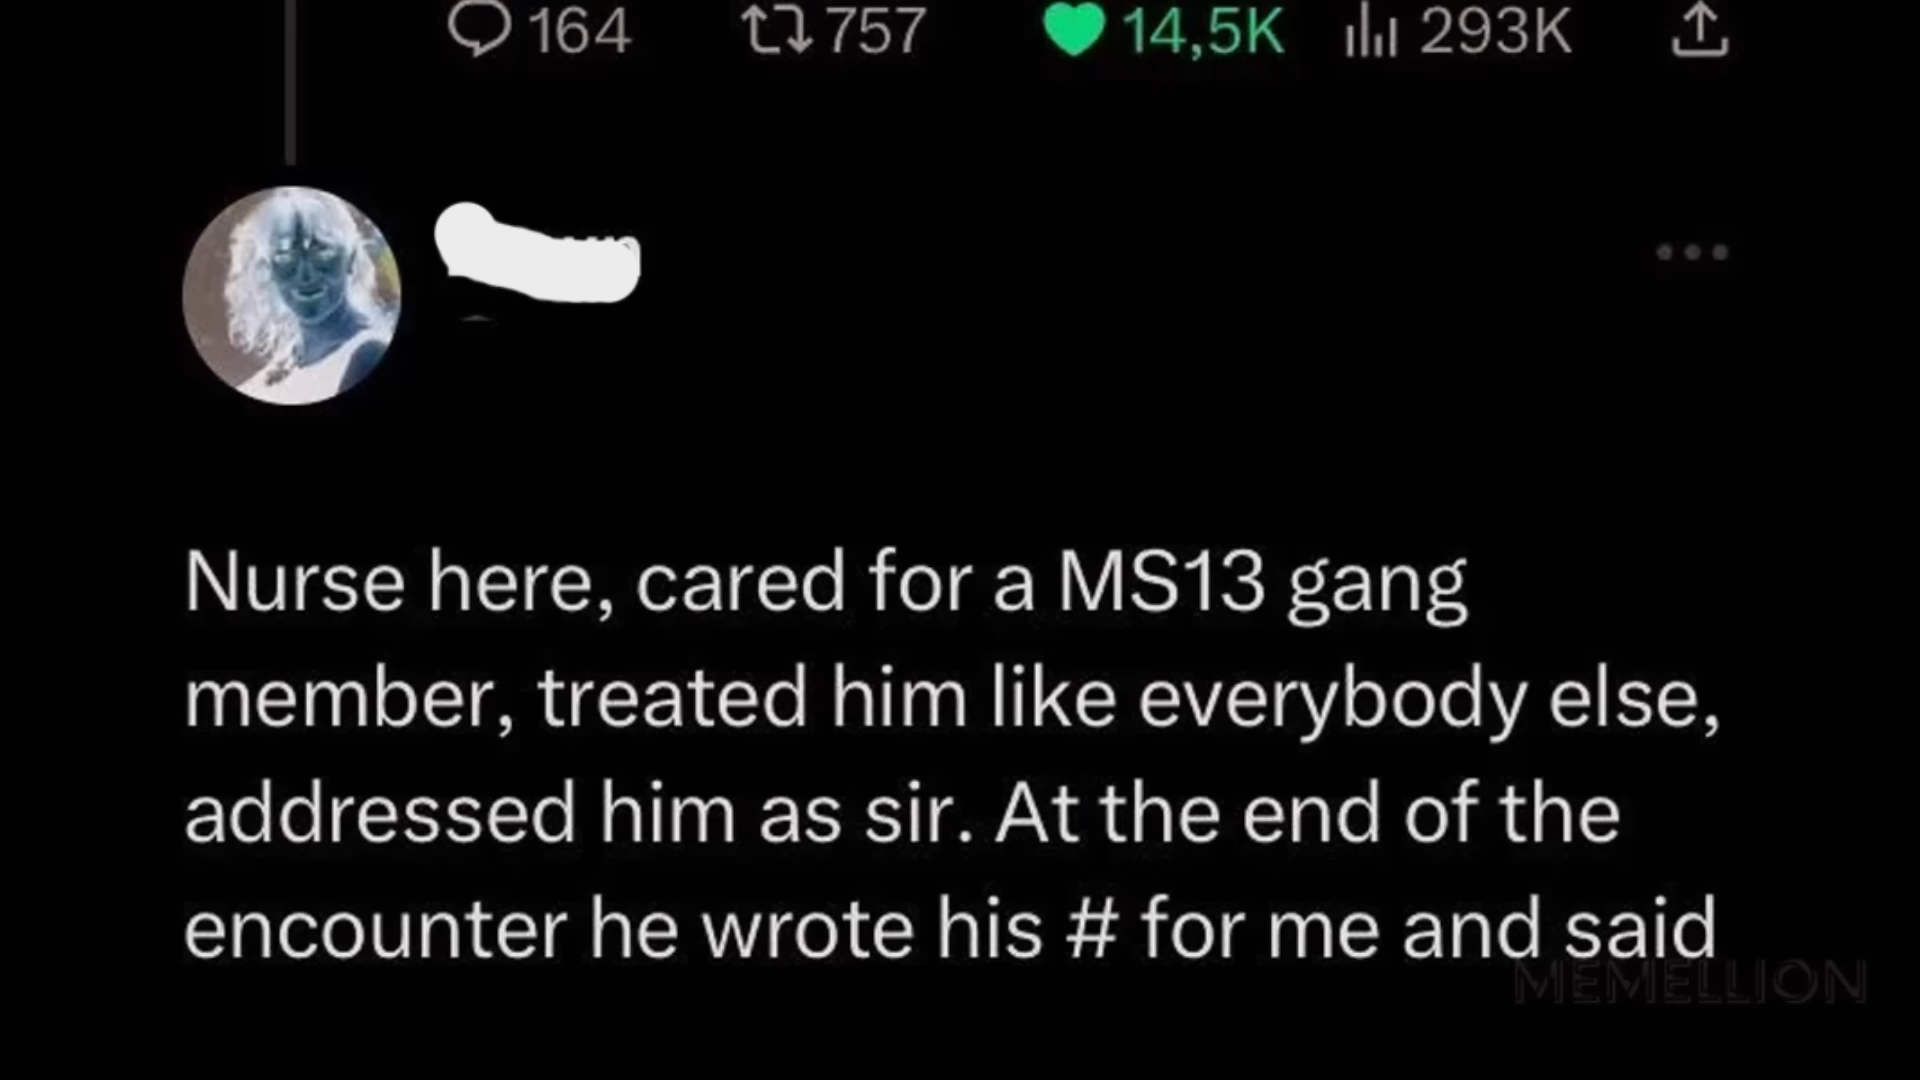 164 757 14,5K 293K
Nurse here, cared for a MS13 gang
member, treated him like everybody else,
addressed him as sir. At the end of the
encounter he wrote his # for me and said
MEMELLION